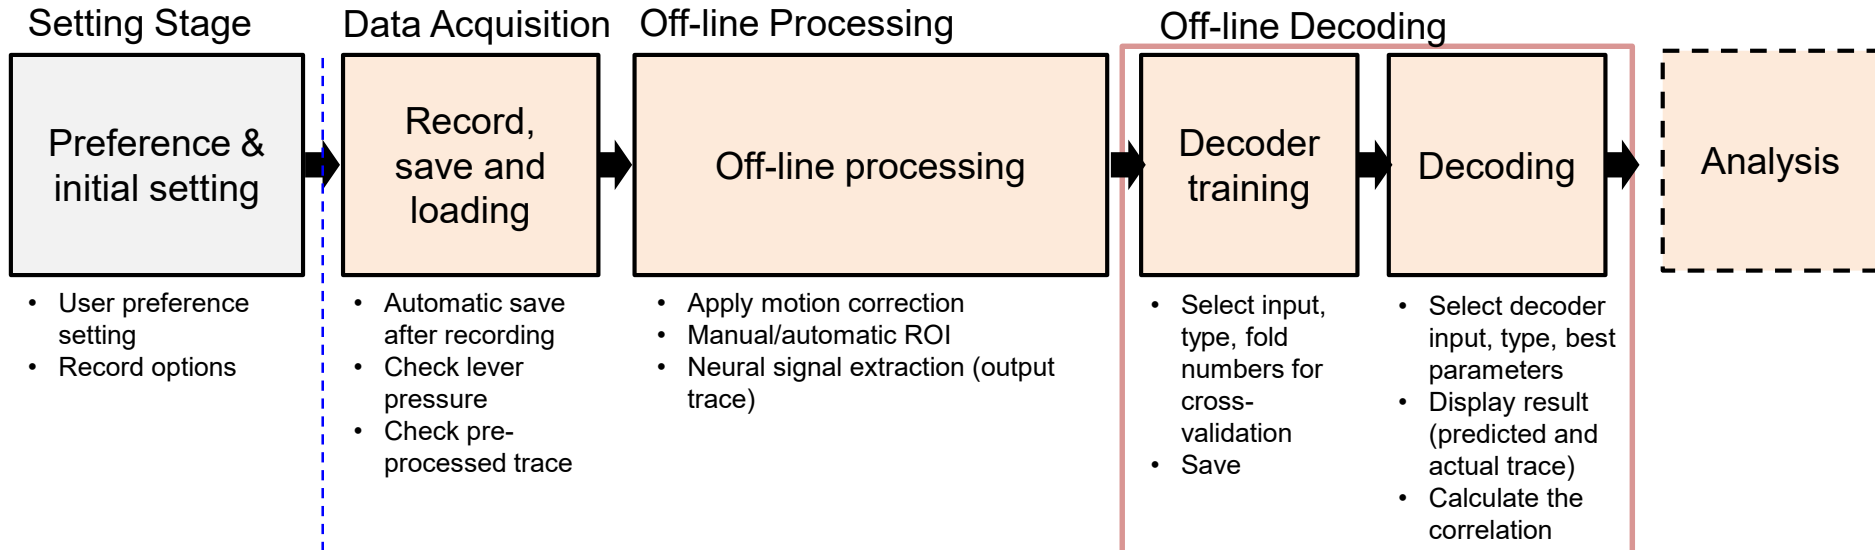 Setting Stage
Preference &
initial setting
• User preference
setting
• Record options
Data Acquisition
Record,
save and
loading
• Automatic save
after recording
• Check lever
pressure
• Check pre-
processed trace
Off-line Processing
Off-line processing
• Apply motion correction
• Manual/automatic ROI
• Neural signal extraction (output
trace)
Off-line Decoding
Decoder
training
• Select input,
type, fold
numbers for
cross-
validation
• Save
Decoding
• Select decoder
input, type, best
parameters
• Display result
(predicted and
actual trace)
• Calculate the
correlation
Analysis